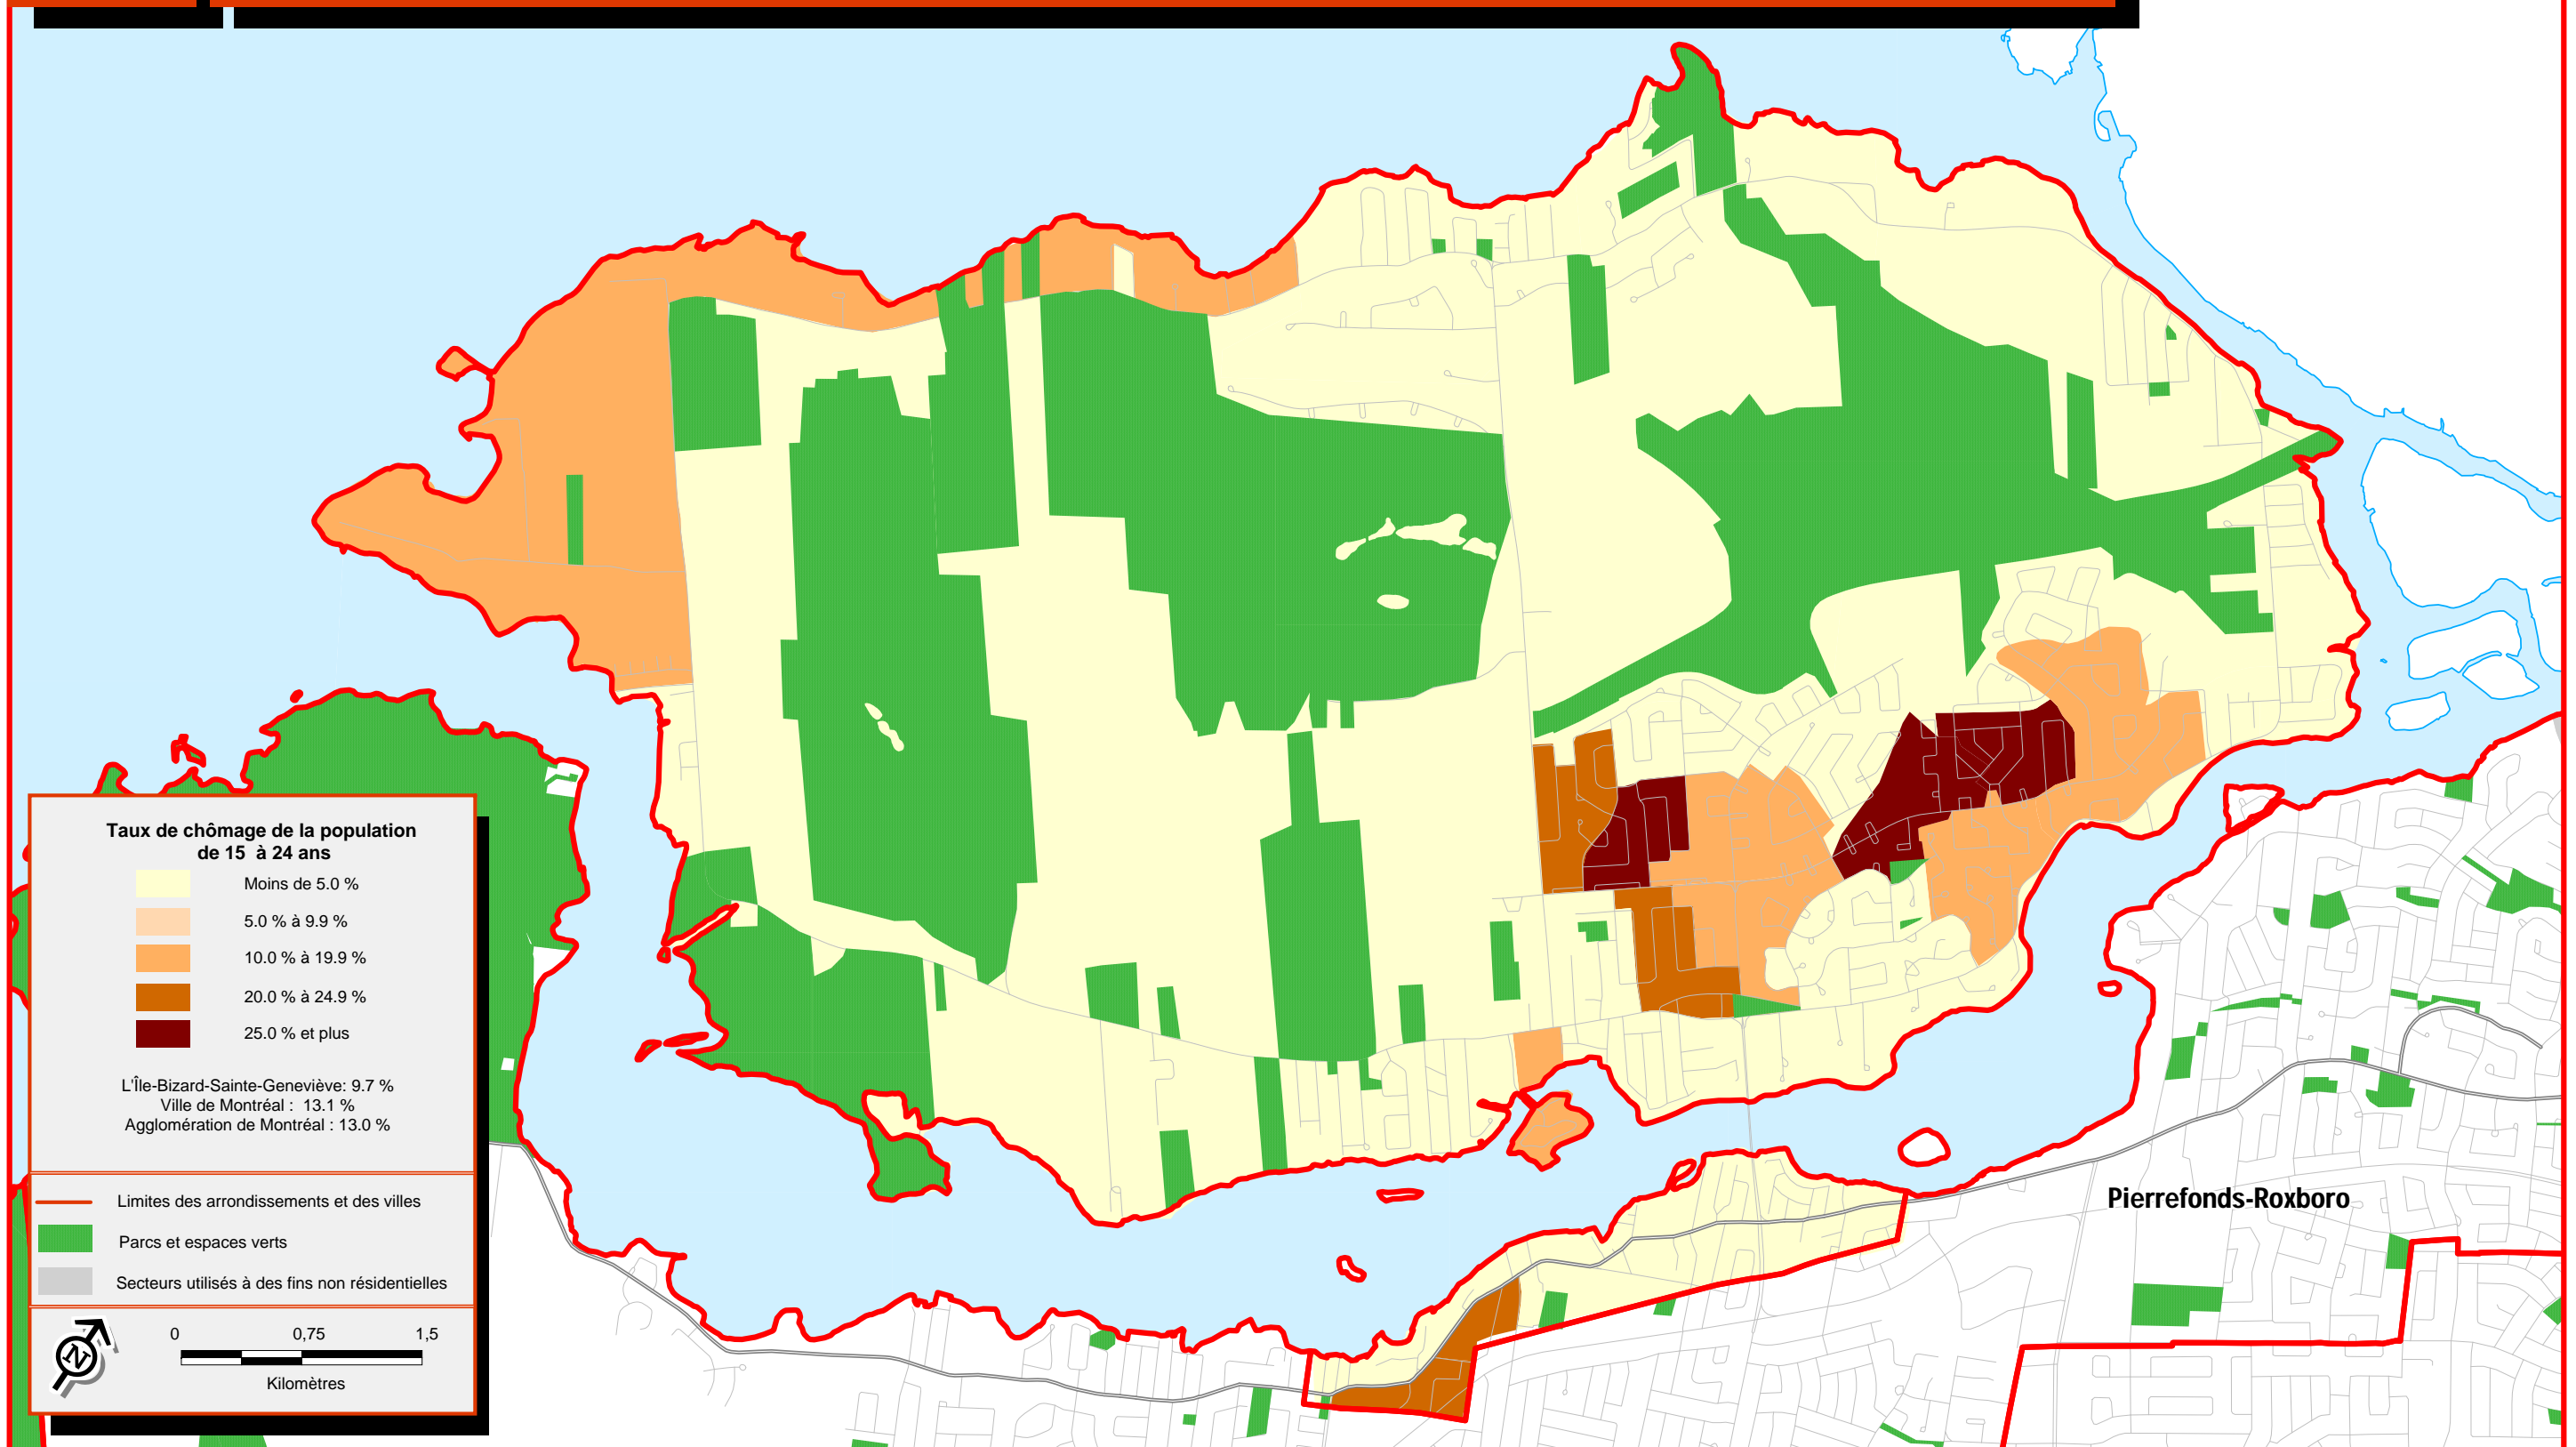 Taux de chômage de la population
de 15 à 24 ans
Moins de 5.0 %
5.0 % à 9.9 %
10.0 % à 19.9 %
20.0 % à 24.9 %
25.0 % et plus
L'Île-Bizard-Sainte-Geneviève: 9.7 %
Ville de Montréal : 13.1 %
Agglomération de Montréal : 13.0 %
Limites des arrondissements et des villes
Parcs et espaces verts
Secteurs utilisés à des fins non résidentielles
N
0 0,75 1,5
Kilomètres
Pierrefonds-Roxboro